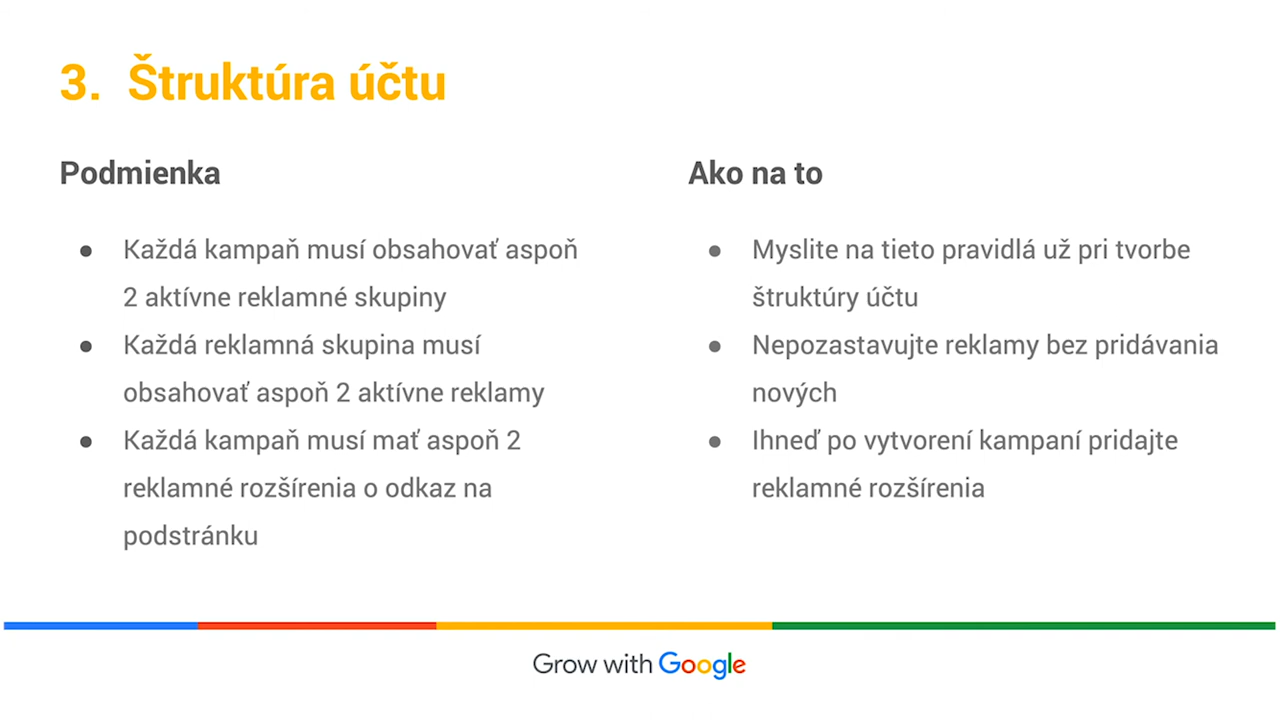 3. Štruktúra účtu
Podmienka
● Každá kampaň musí obsahovať aspoň
2 aktívne reklamné skupiny
● Každá reklamná skupina musí
obsahovať aspoň 2 aktívne reklamy
● Každá kampaň musí mať aspoň 2
reklamné rozšírenia o odkaz na
podstránku
Ako na to
● Myslite na tieto pravidlá už pri tvorbe
štruktúry účtu
● Nepozastavujte reklamy bez pridávania
nových
● Ihneď po vytvorení kampaní pridajte
reklamné rozšírenia
Grow with Google